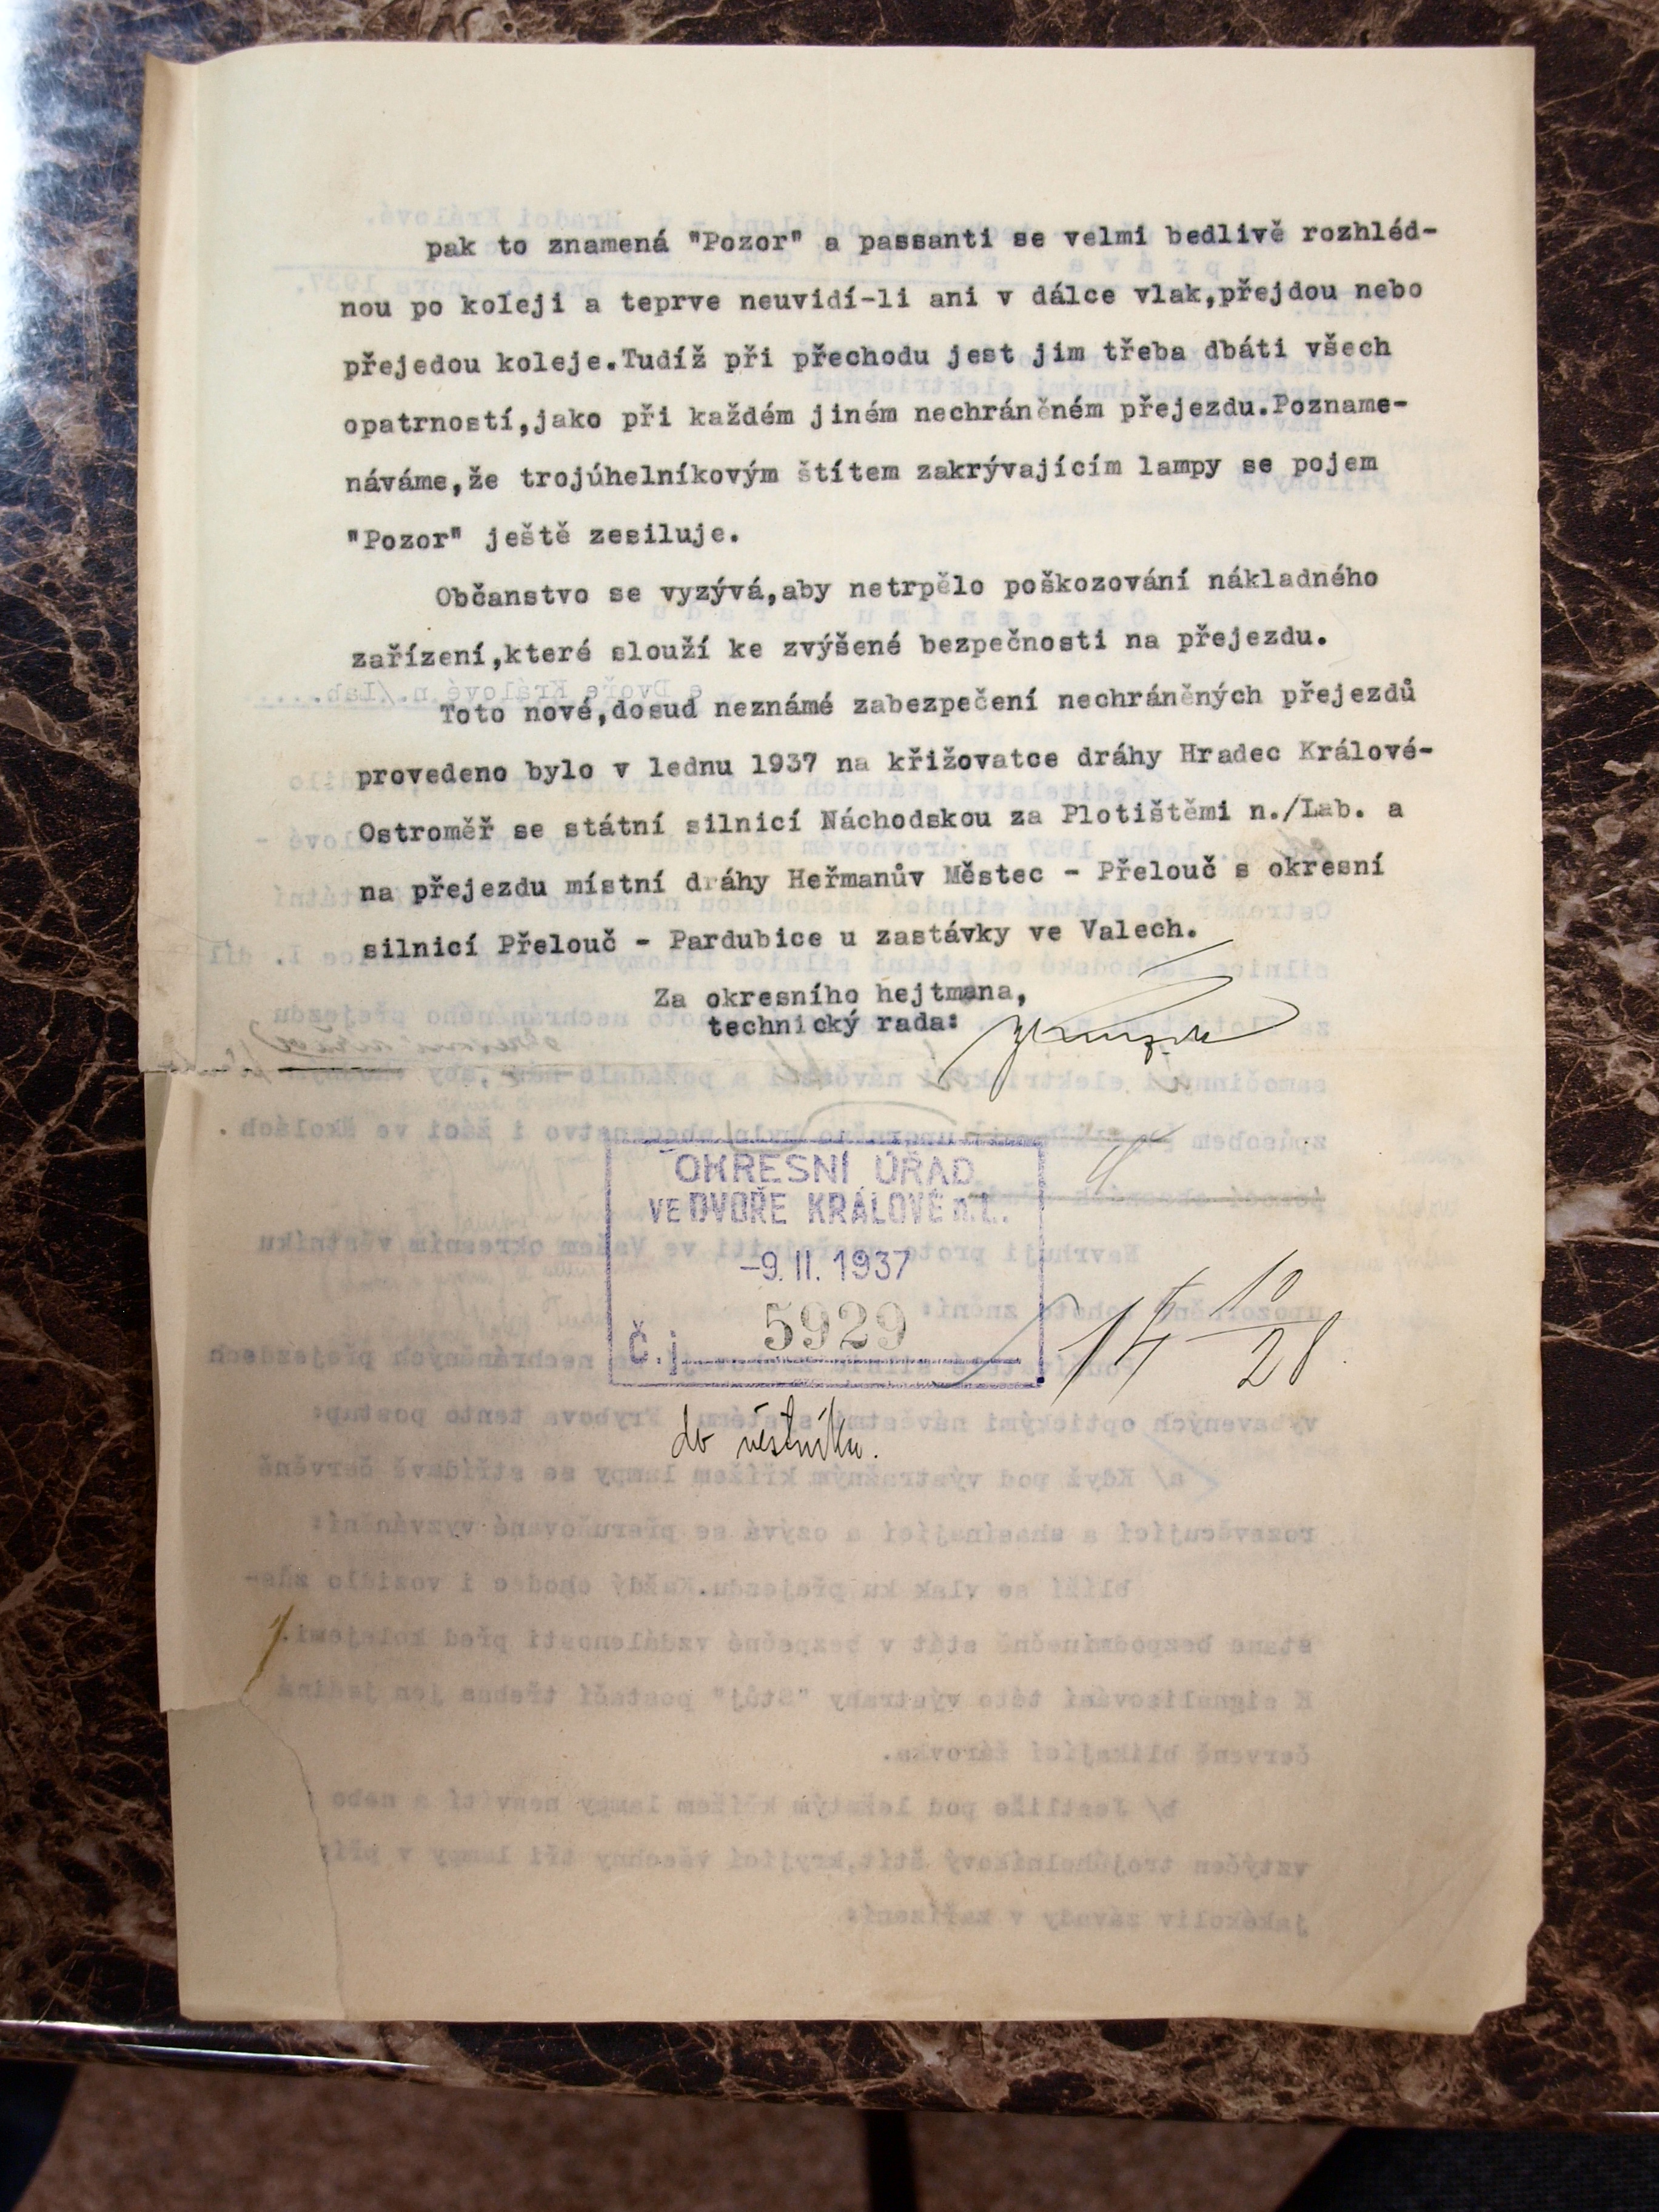 pak to znamená "Pozor" a passanti se velmi bedlivě rozhléd-
nou po koleji a teprve neuvidí-li ani v dálce vlak,přejdou nebo
přejedou koleje.Tudíž při přechodu jest jim třeba dbáti všech
opatrností,jako při každém jiném nechráněném přejezdu.Pozname-
náváme,že trojúhelníkovým štítem zakrývajícím lampy se pojem
"Pozor" ještě zesiluje.
Občanstvo se vyzývá,aby netrpělo poškozování nákladného
zařízení,které slouží ke zvýšené bezpečnosti na přejezdu.
Toto nové,dosud neznámé zabezpečení nechráněných přejezdů
provedeno bylo v lednu 1937 na křižovatce dráhy Hradec Králové-
Ostroměř se státní silnicí Náchodskou za Plotištěmi n./Lab. a
na přejezdu místní dráhy Heřmanův Městec - Přelouč s okresní
silnicí Přelouč - Pardubice u zastávky ve Valech.
Za okresního hejtmana,
technický rada:
OKRESNÍ ÚŘAD
VE DVOŘE KRÁLOVÉ n.L.
-9. II. 1937
Č.j. 5929
14 10/28
do věstníku.